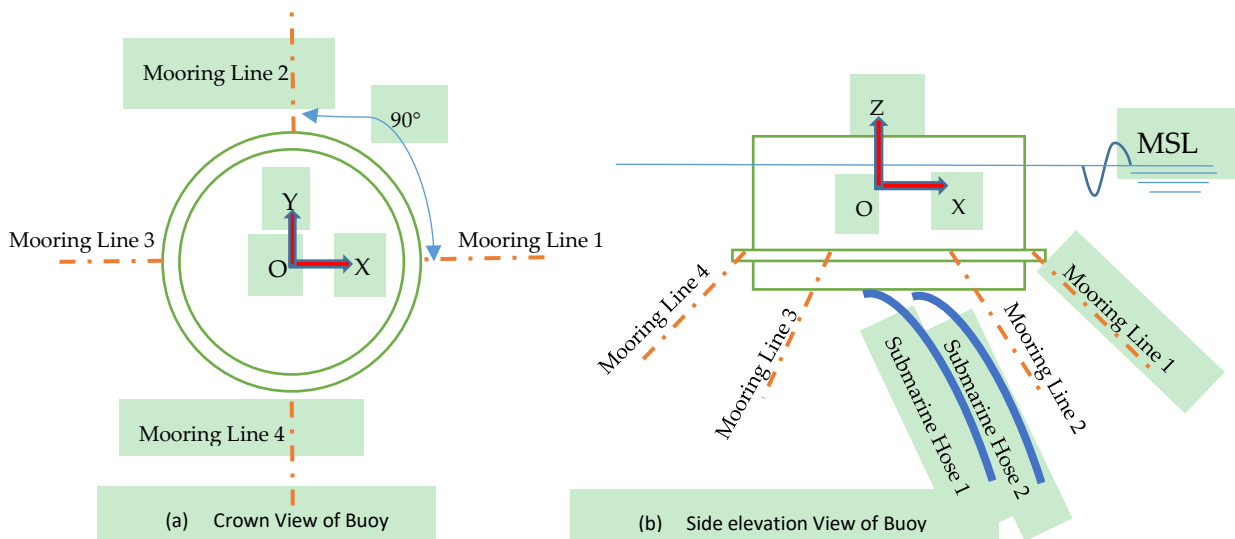 Mooring Line 2
90°
Y
Mooring Line 3
O
X
Mooring Line 1
Mooring Line 4
(a) Crown View of Buoy
Z
MSL
O
X
Mooring Line 4
Mooring Line 3
Submarine Hose 1
Submarine Hose 2
Mooring Line 2
Mooring Line 1
(b) Side elevation View of Buoy